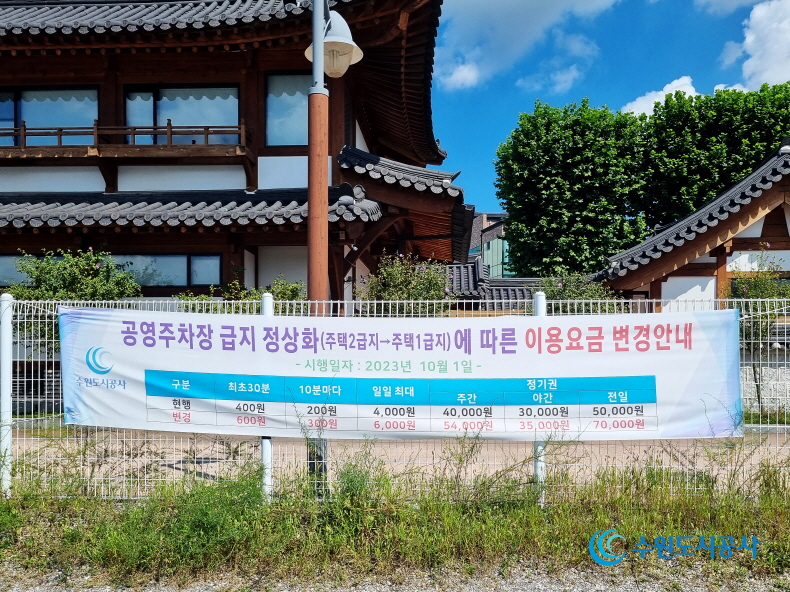 공영주차장 급지 정상화(주택2급지→주택1급지)에 따른 이용요금 변경안내
- 시행일자 : 2023년 10월 1일 -
수원도시공사
구분 최초30분 10분마다 일일 최대 정기권
주간 야간 전일
현행 400원 200원 4,000원 40,000원 30,000원 50,000원
변경 600원 300원 6,000원 54,000원 35,000원 70,000원
수원도시공사